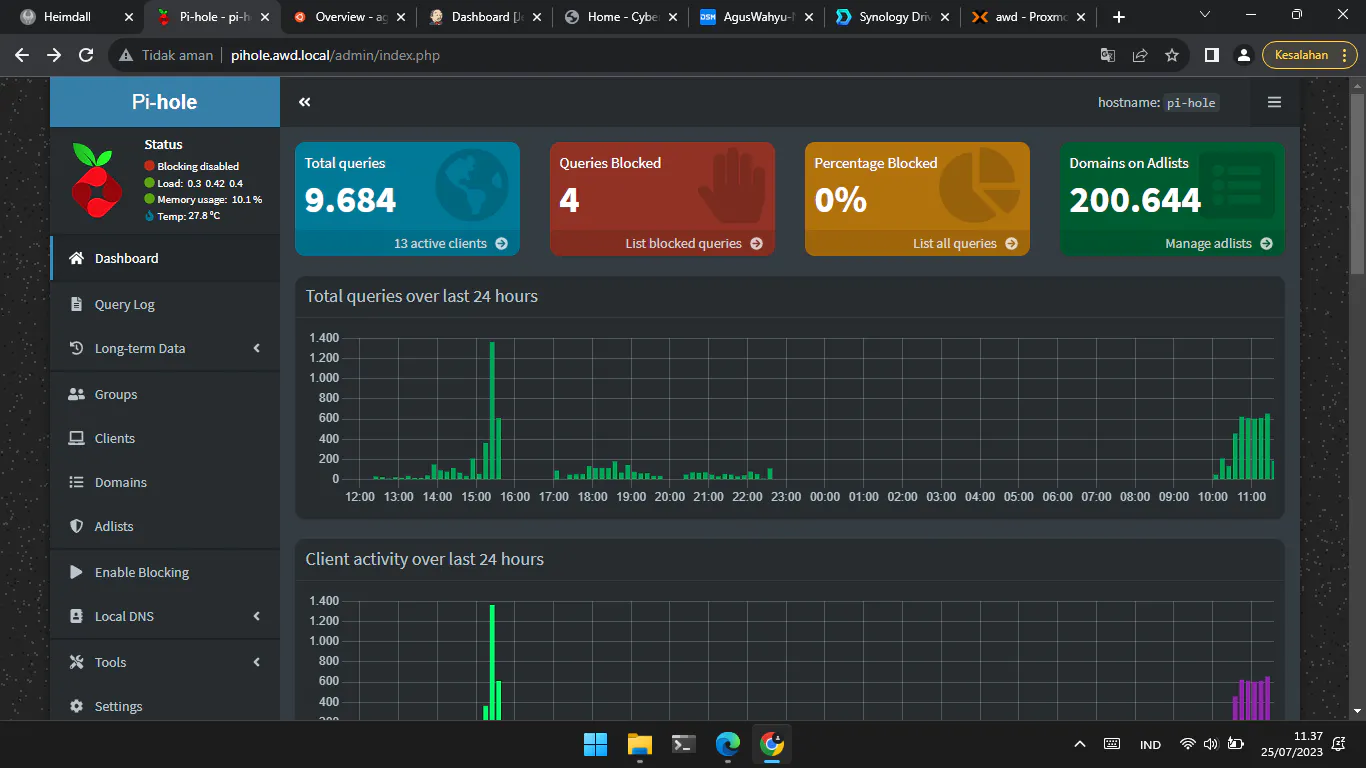 Heimdall
Pi-hole - pi-h
Overview - ag
Dashboard [Je
Home - Cyber
AgusWahyu-N
Synology Driv
awd - Proxmo
Tidak aman
pihole.awd.local/admin/index.php
Kesalahan
Pi-hole
hostname: pi-hole
Status
Blocking disabled
Load: 0.3 0.42 0.4
Memory usage: 10.1 %
Temp: 27.8 °C
Total queries
9.684
13 active clients
Queries Blocked
4
List blocked queries
Percentage Blocked
0%
List all queries
Domains on Adlists
200.644
Manage adlists
Dashboard
Query Log
Long-term Data
Groups
Clients
Domains
Adlists
Enable Blocking
Local DNS
Tools
Settings
Total queries over last 24 hours
1.400
1.200
1.000
800
600
400
200
0
12:00 13:00 14:00 15:00 16:00 17:00 18:00 19:00 20:00 21:00 22:00 23:00 00:00 01:00 02:00 03:00 04:00 05:00 06:00 07:00 08:00 09:00 10:00 11:00
Client activity over last 24 hours
1.400
1.200
1.000
800
600
400
200
DSM
IND
11.37
25/07/2023